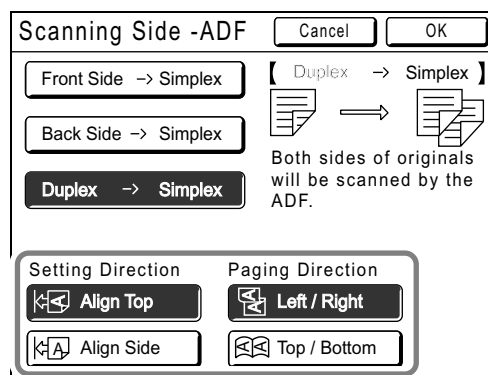 Scanning Side -ADF
Cancel
OK
Front Side -> Simplex
Back Side -> Simplex
Duplex -> Simplex
【 Duplex -> Simplex 】
Both sides of originals
will be scanned by the
ADF.
Setting Direction
Paging Direction
A Align Top
A A Left / Right
A Align Side
A A Top / Bottom